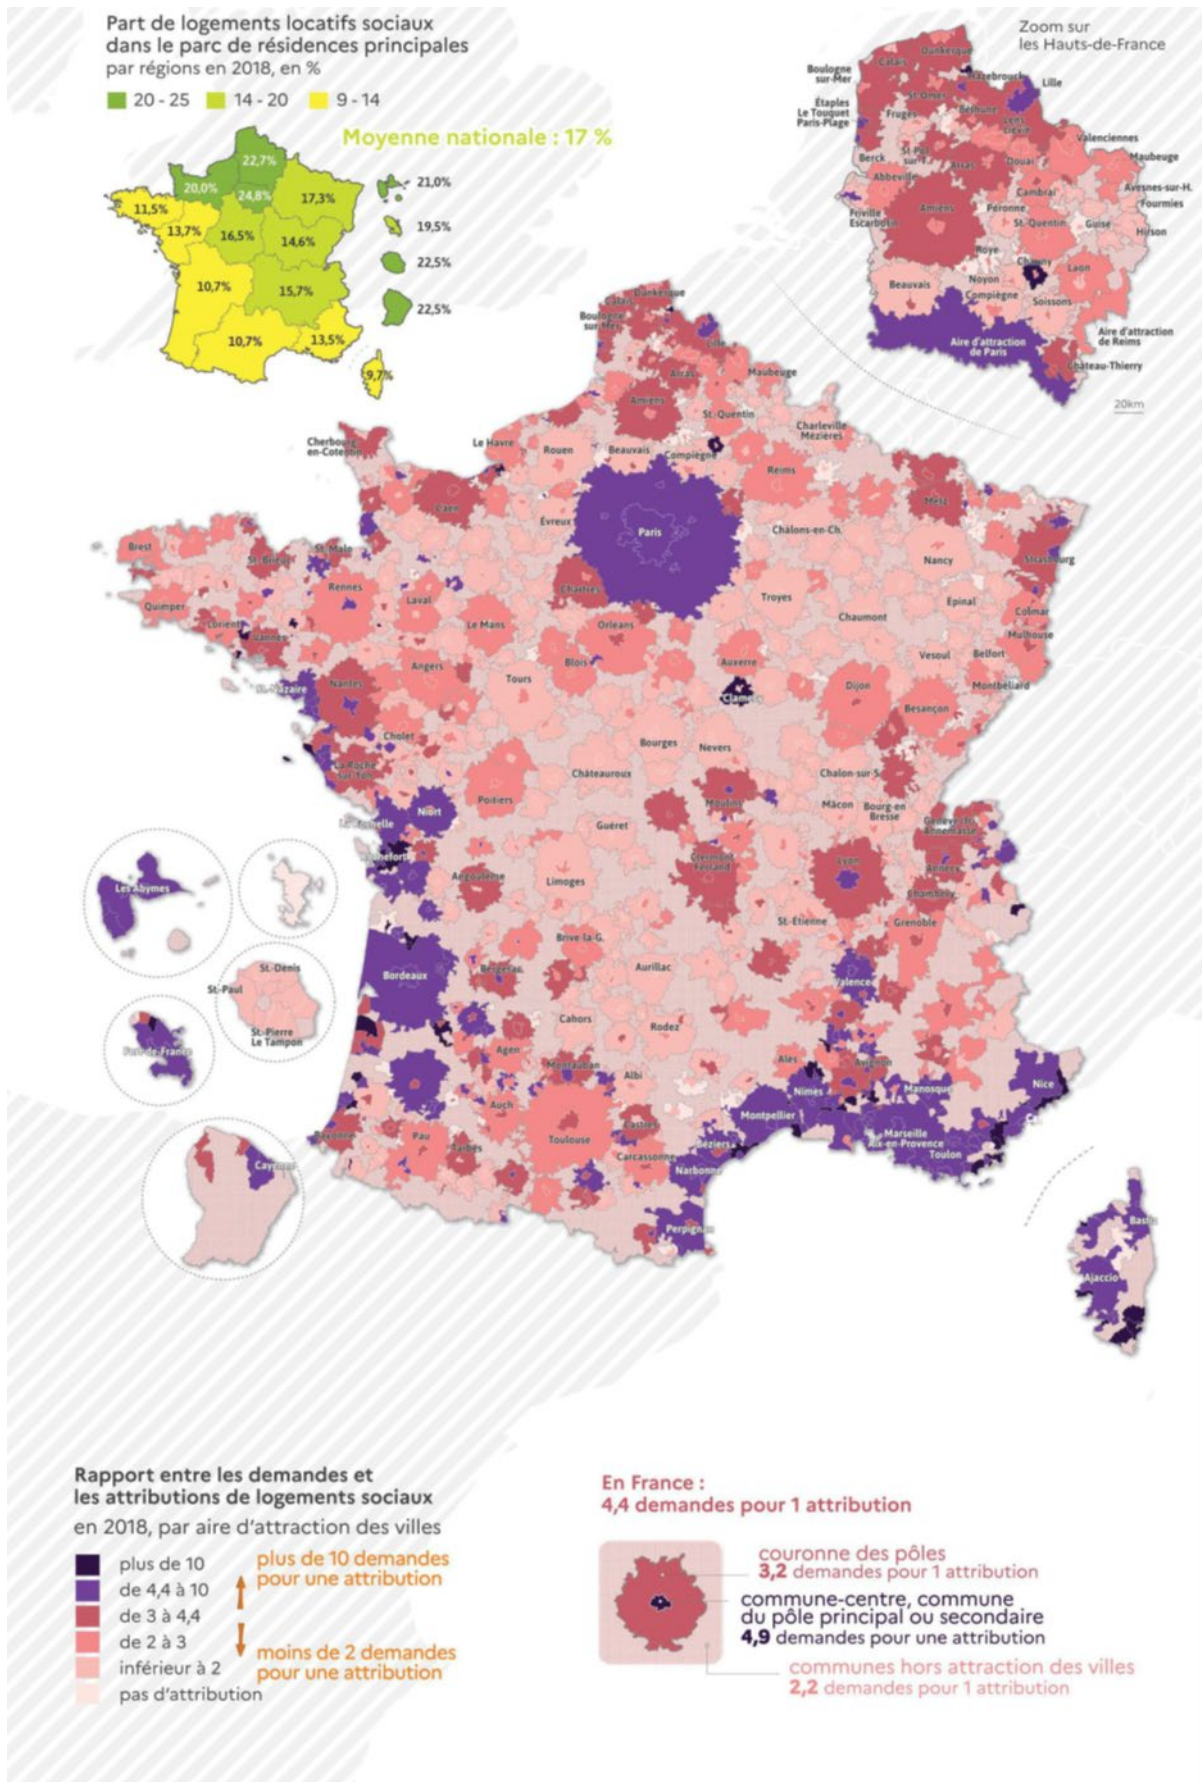 Part de logements locatifs sociaux
dans le parc de résidences principales
par régions en 2018, en %
20 - 25
14 - 20
9 - 14
Moyenne nationale : 17 %
22,7%
20,0%
24,8%
17,3%
11,5%
13,7%
16,5%
14,6%
10,7%
15,7%
10,7%
13,5%
9,7%
21,0%
19,5%
22,5%
22,5%
Zoom sur
les Hauts-de-France
Dunkerque
Calais
Boulogne
sur-Mer
Hazebrouck
Lille
St-Omer
Étaples
Le Touquet
Paris-Plage
Béthune
Fruges
Lens
Liévin
Valenciennes
Berck
St-Pol
sur-T.
Arras
Douai
Maubeuge
Abbeville
Cambrai
Avesnes-sur-H.
Fourmies
Friville
Escarbotin
Amiens
Péronne
St-Quentin
Guise
Hirson
Roye
Chauny
Laon
Beauvais
Noyon
Compiègne
Soissons
Aire d'attraction
de Paris
Aire d'attraction
de Reims
Château-Thierry
20km
Dunkerque
Calais
Boulogne
sur-Mer
Lille
Arras
Maubeuge
Amiens
St-Quentin
Charleville
Mézières
Cherbourg
en-Cotentin
Le Havre
Rouen
Beauvais
Compiègne
Reims
Caen
Metz
Évreux
Paris
Châlons-en-Ch.
Brest
St-Brieuc
St-Malo
Nancy
Strasbourg
Rennes
Laval
Chartres
Troyes
Epinal
Quimper
Lorient
Vannes
Le Mans
Orléans
Chaumont
Colmar
Mulhouse
Angers
Blois
Auxerre
Vesoul
Belfort
St-Nazaire
Nantes
Tours
Clamecy
Dijon
Montbéliard
Besançon
Cholet
Bourges
Nevers
La Roche
sur-Yon
Châteauroux
Chalon-sur-S.
Poitiers
Moulins
Mâcon
Bourg-en
Bresse
Niort
La Rochelle
Guéret
Genève
Annemasse
Rochefort
Clermont
Ferrand
Lyon
Annecy
Angoulême
Limoges
Chambéry
Les Abymes
St-Étienne
Grenoble
Brive-la-G.
Bordeaux
Bergerac
Aurillac
Valence
St-Denis
St-Paul
St-Pierre
Le Tampon
Cahors
Rodez
Fort-de-France
Agen
Montauban
Albi
Alès
Avignon
Nîmes
Manosque
Nice
Auch
Montpellier
Bayonne
Pau
Tarbes
Toulouse
Castres
Béziers
Marseille
Aix-en-Provence
Toulon
Carcassonne
Narbonne
Cayenne
Perpignan
Bastia
Ajaccio
Rapport entre les demandes et
les attributions de logements sociaux
en 2018, par aire d'attraction des villes
plus de 10
de 4,4 à 10
de 3 à 4,4
de 2 à 3
inférieur à 2
pas d'attribution
plus de 10 demandes
pour une attribution
moins de 2 demandes
pour une attribution
En France :
4,4 demandes pour 1 attribution
couronne des pôles
3,2 demandes pour 1 attribution
commune-centre, commune
du pôle principal ou secondaire
4,9 demandes pour une attribution
communes hors attraction des villes
2,2 demandes pour 1 attribution